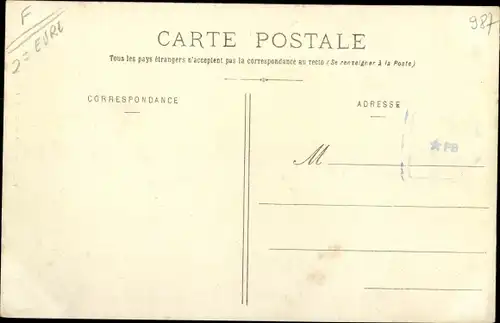 F
2 = EURL
987
CARTE POSTALE
Tous les pays étrangers n'acceptent pas la correspondance au recto (Se renseigner à la Poste)
CORRESPONDANCE
ADRESSE
★PB
M